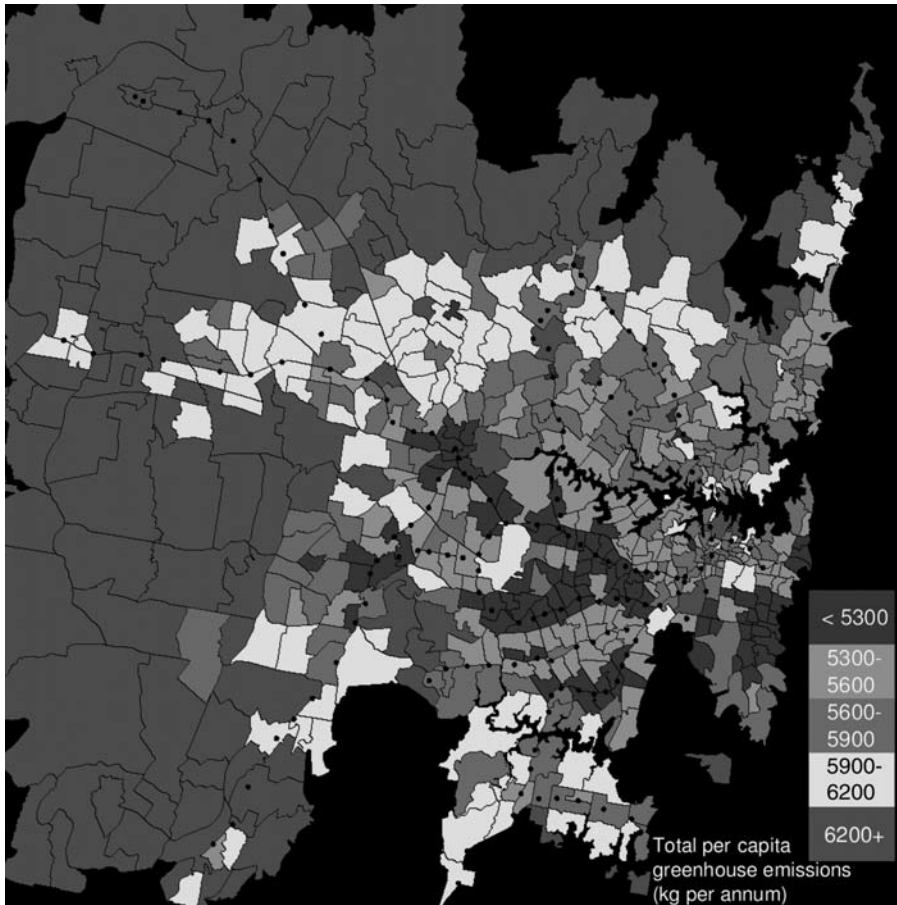 < 5300
5300-
5600
5600-
5900
5900-
6200
6200+
Total per capita
greenhouse emissions
(kg per annum)